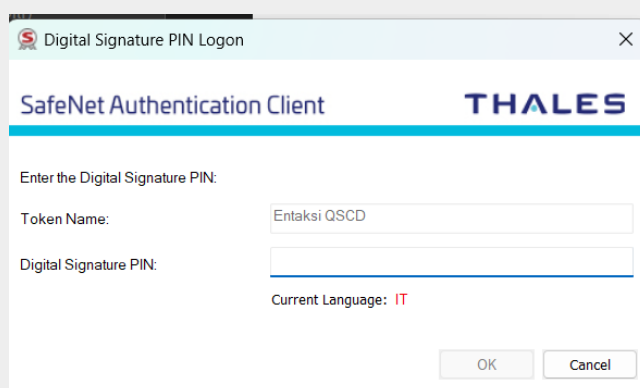 Digital Signature PIN Logon
SafeNet Authentication Client
THALES
Enter the Digital Signature PIN:
Token Name:
Entaksi QSCD
Digital Signature PIN:
Current Language: IT
OK
Cancel